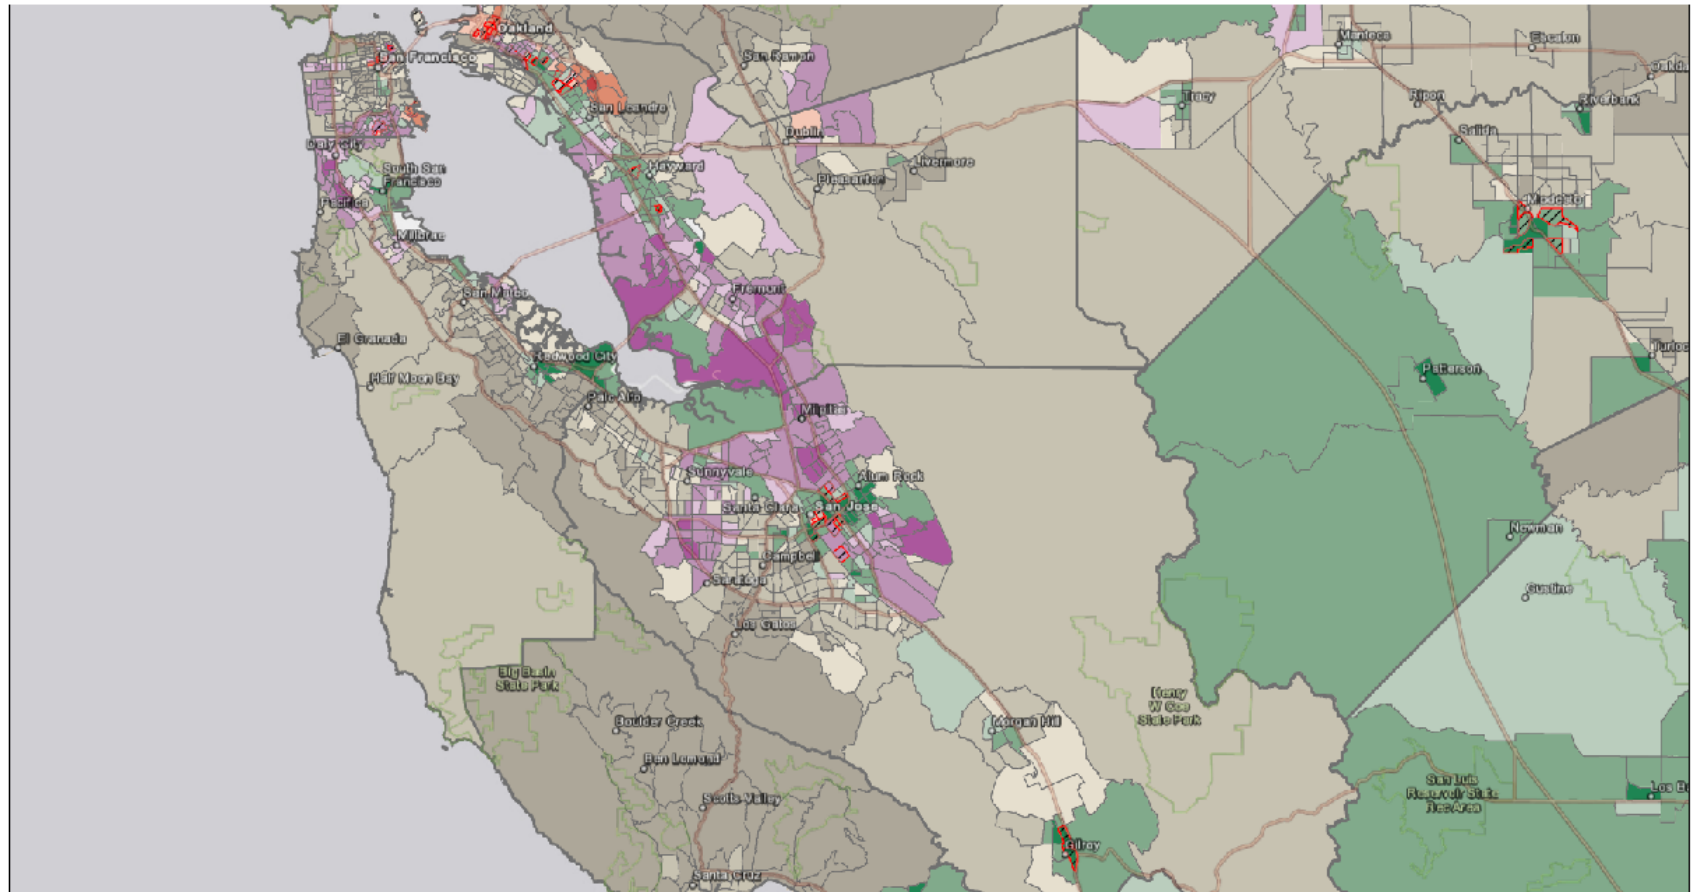 Oakland
San Francisco
San Ramon
Manteca
Escalon
Oakda
San Leandro
Tracy
Ripon
Riverbank
Daly City
Dublin
Salida
South San
Francisco
Hayward
Livermore
Pleasanton
Pacifica
Modesto
Millbrae
San Mateo
Fremont
El Granada
Redwood City
Turloc
Half Moon Bay
Palo Alto
Patterson
Milpitas
Sunnyvale
Alum Rock
Santa Clara
San Jose
Newman
Campbell
Saratoga
Gustine
Los Gatos
Big Basin
State Park
Henry
W Coe
State Park
Boulder Creek
Morgan Hill
Ben Lomond
San Luis
Reservoir State
Rec Area
Los B
Scotts Valley
Gilroy
Santa Cruz